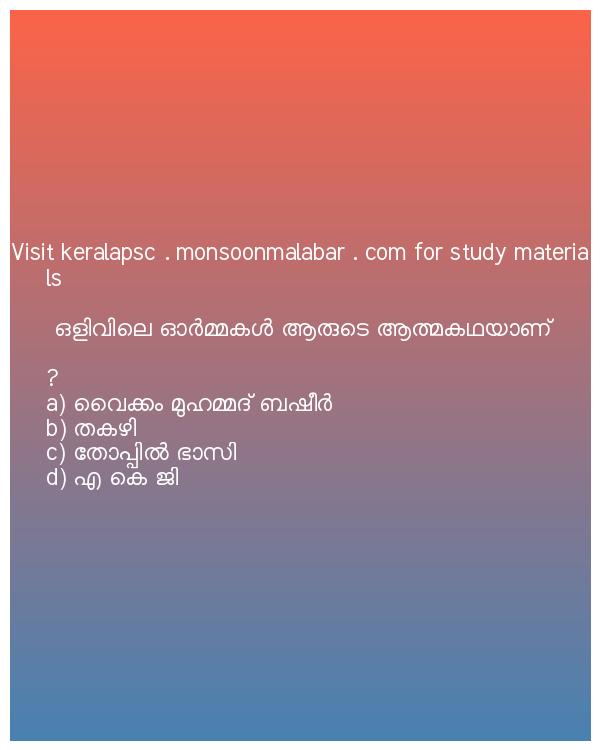 Visit keralapsc . monsoonmalabar . com for study materia
ls
ഒളിവിലെ ഓർമ്മകൾ ആരുടെ ആത്മകഥയാണ്
?
a) വൈക്കം മുഹമ്മദ് ബഷീർ
b) തകഴി
c) തോപ്പിൽ ഭാസി
d) എ കെ ജി